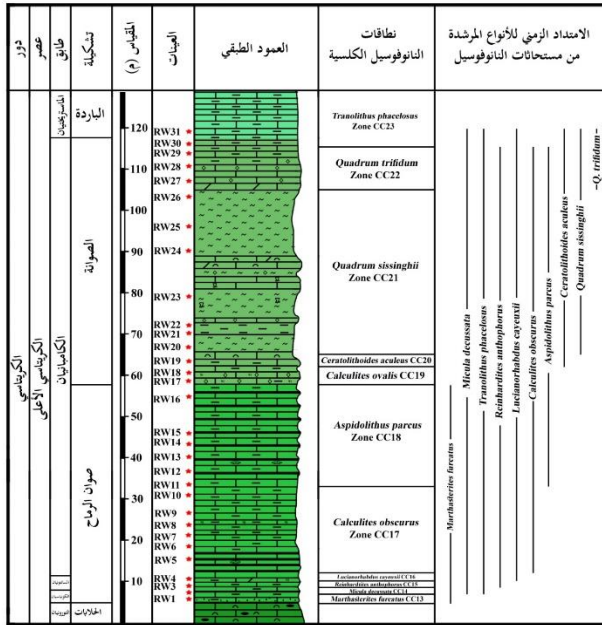 دور
عصر
طابق
تشكيلة
المقياس (م)
العينات
العمود الطبقي
نطاقات
النانوفوسيل الكلسية
الامتداد الزمني للأنواع المرشدة
من مستحاثات النانوفوسيل
الكريتاسي
الكريتاسي الأعلى
الماستريختيان
الكامبانيان
الباردة
الصوانة
صوان الرماح
الحلابات
120
110
100
90
80
70
60
50
40
30
20
10
RW31
RW30
RW29
RW28
RW27
RW26
RW25
RW24
RW23
RW22
RW21
RW20
RW19
RW18
RW17
RW16
RW15
RW14
RW13
RW12
RW11
RW10
RW9
RW8
RW7
RW6
RW5
RW4
RW3
RW1
Tranolithus phacelosus
Zone CC23
Quadrum trifidum
Zone CC22
Quadrum sissinghii
Zone CC21
Ceratolithoides aculeus CC20
Calculites ovalis CC19
Aspidolithus parcus
Zone CC18
Calculites obscurus
Zone CC17
Lucianorhabdus cayeuxii CC16
Reinhardites anthophorus CC15
Micula decussata CC14
Marthasterites furcatus CC13
Marthasterites furcatus
Micula decussata
Tranolithus phacelosus
Reinhardites anthophorus
Lucianorhabdus cayeuxii
Calculites obscurus
Aspidolithus parcus
Ceratolithoides aculeus
Quadrum sissinghii
Q. trifidum